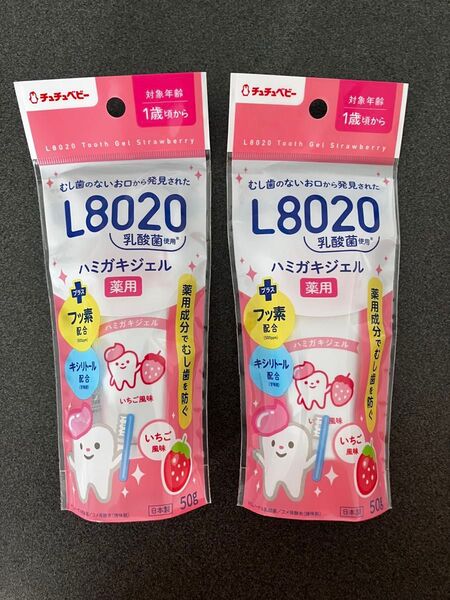 チュチュベビー
対象年齢
1歳頃から
L8020 Tooth Gel Strawberry
むし歯のないお口から発見された
L8020
乳酸菌使用※
ハミガキジェル
薬用
プラス
フッ素
配合
(500ppm)
キシリトール
配合
(甘味剤)
薬用成分でむし歯を防ぐ
ハミガキジェル
いちご風味
いちご
風味
日本製
50g
チュチュベビー
対象年齢
1歳頃から
L8020 Tooth Gel Strawberry
むし歯のないお口から発見された
L8020
乳酸菌使用※
ハミガキジェル
薬用
プラス
フッ素
配合
(500ppm)
キシリトール
配合
(甘味剤)
薬用成分でむし歯を防ぐ
ハミガキジェル
いちご風味
いちご
風味
日本製
50g